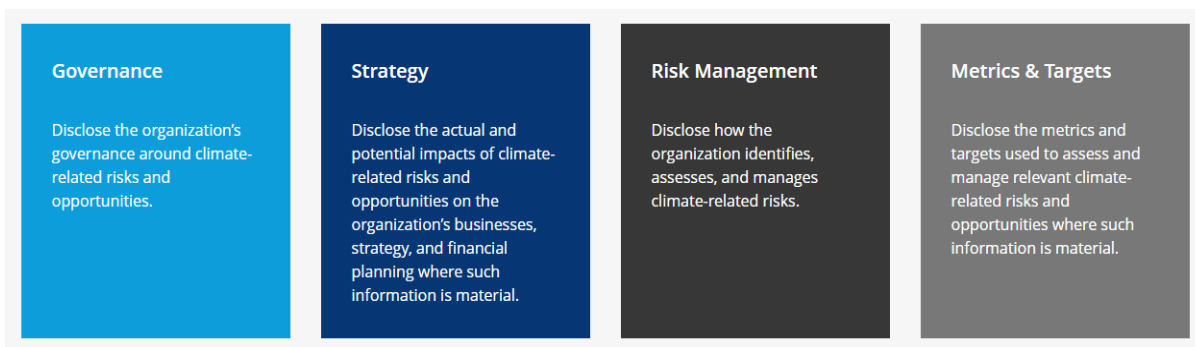 Governance
Disclose the organization’s
governance around climate-
related risks and
opportunities.
Strategy
Disclose the actual and
potential impacts of climate-
related risks and
opportunities on the
organization’s businesses,
strategy, and financial
planning where such
information is material.
Risk Management
Disclose how the
organization identifies,
assesses, and manages
climate-related risks.
Metrics & Targets
Disclose the metrics and
targets used to assess and
manage relevant climate-
related risks and
opportunities where such
information is material.